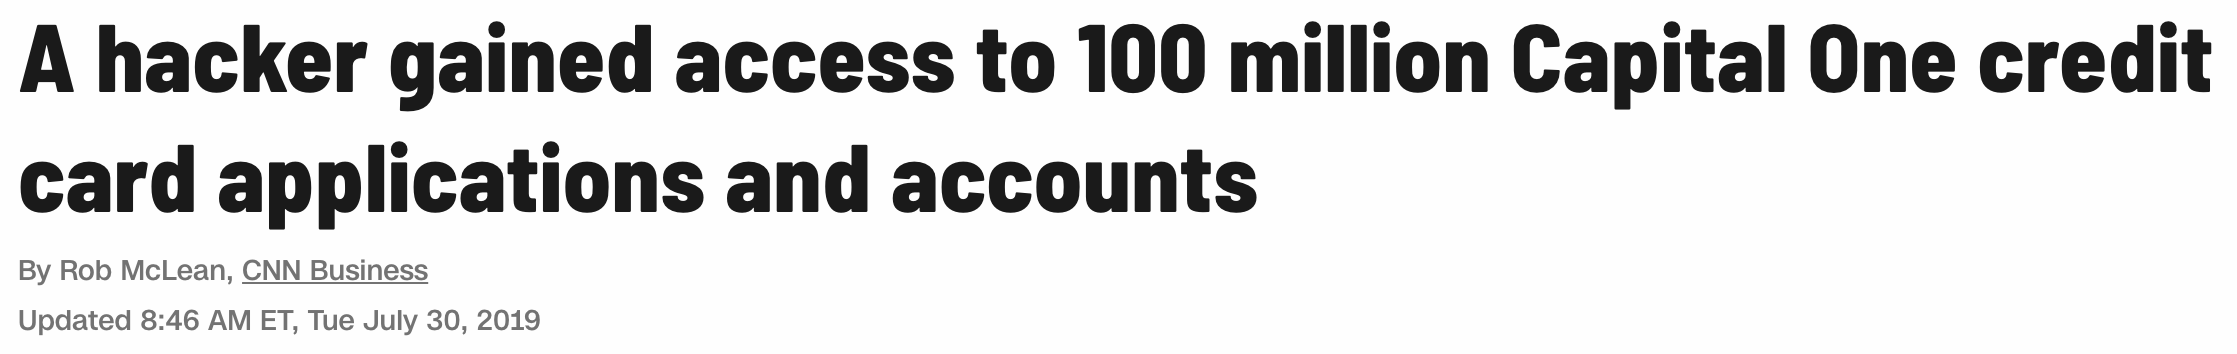 A hacker gained access to 100 million Capital One credit
card applications and accounts
By Rob McLean, CNN Business
Updated 8:46 AM ET, Tue July 30, 2019